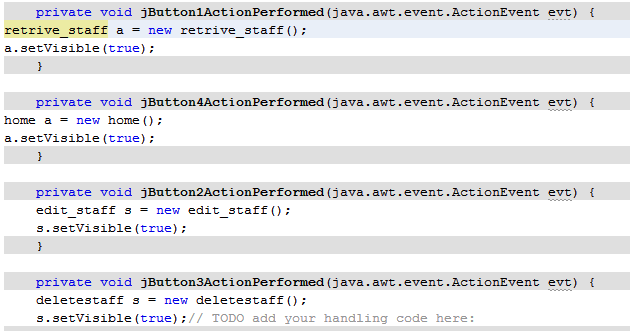 private void jButton1ActionPerformed(java.awt.event.ActionEvent evt) {
retrive_staff a = new retrive_staff();
a.setVisible(true);
}
private void jButton4ActionPerformed(java.awt.event.ActionEvent evt) {
home a = new home();
a.setVisible(true);
}
private void jButton2ActionPerformed(java.awt.event.ActionEvent evt) {
edit_staff s = new edit_staff();
s.setVisible(true);
}
private void jButton3ActionPerformed(java.awt.event.ActionEvent evt) {
deletestaff s = new deletestaff();
s.setVisible(true);// TODO add your handling code here: